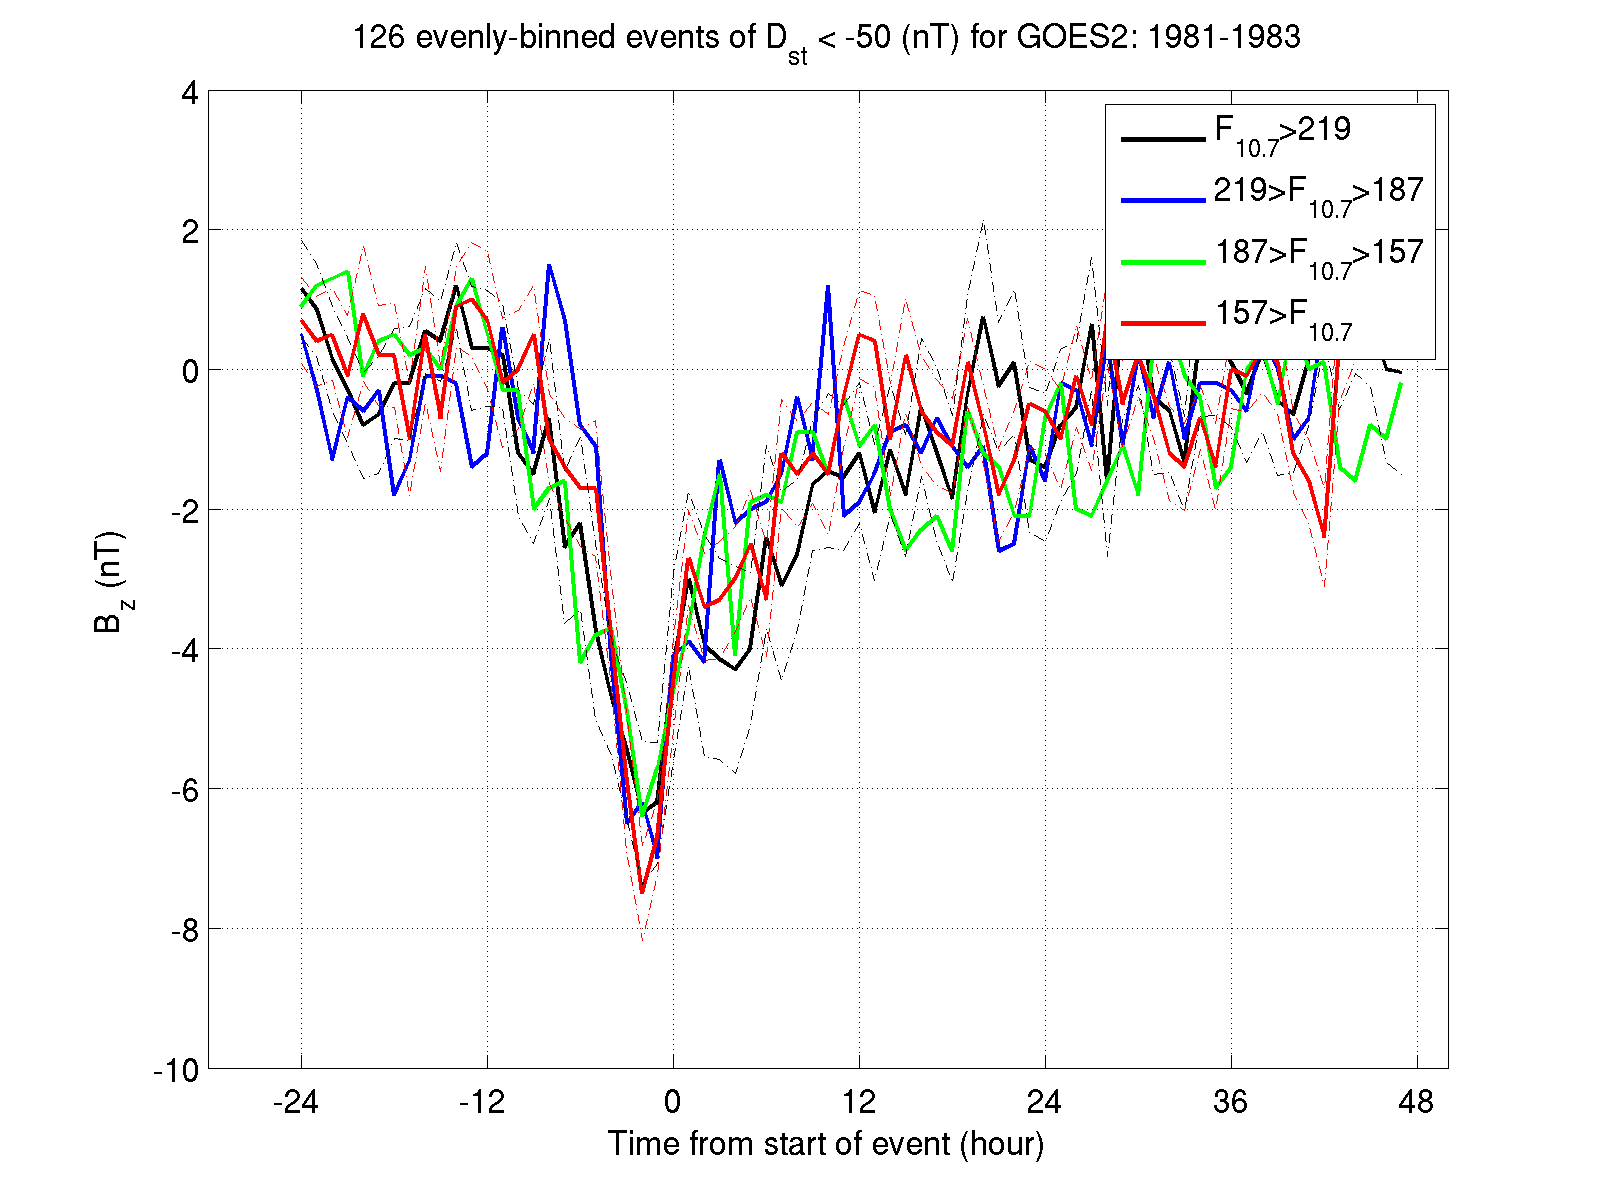 126 evenly-binned events of Dst < -50 (nT) for GOES2: 1981-1983
4
2
0
-2
-4
-6
-8
-10
Bz (nT)
F10.7>219
219>F10.7>187
187>F10.7>157
157>F10.7
-24 -12 0 12 24 36 48
Time from start of event (hour)